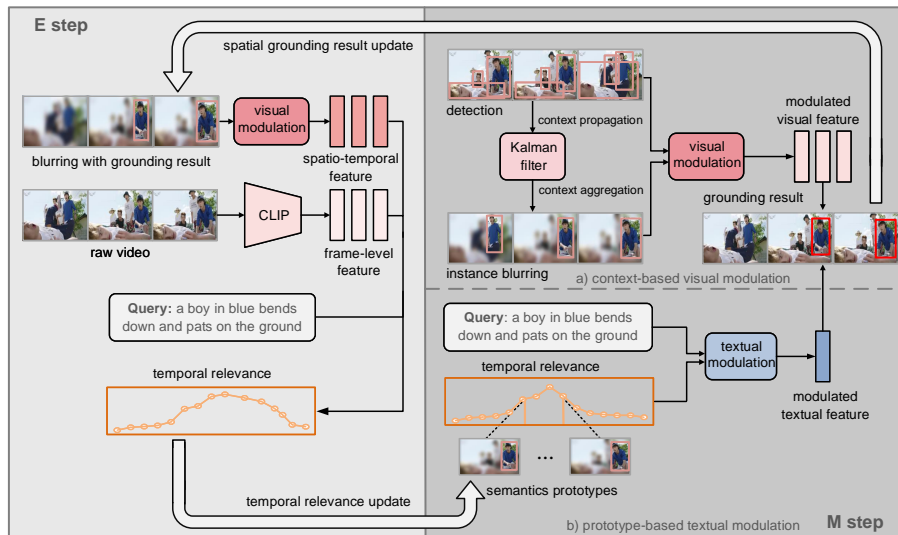 E step
spatial grounding result update
visual
modulation
blurring with grounding result
spatio-temporal
feature
CLIP
raw video
frame-level
feature
Query: a boy in blue bends
down and pats on the ground
temporal relevance
temporal relevance update
detection
context propagation
Kalman
filter
context aggregation
instance blurring
visual
modulation
modulated
visual feature
grounding result
a) context-based visual modulation
Query: a boy in blue bends
down and pats on the ground
temporal relevance
textual
modulation
modulated
textual feature
...
semantics prototypes
b) prototype-based textual modulation
M step